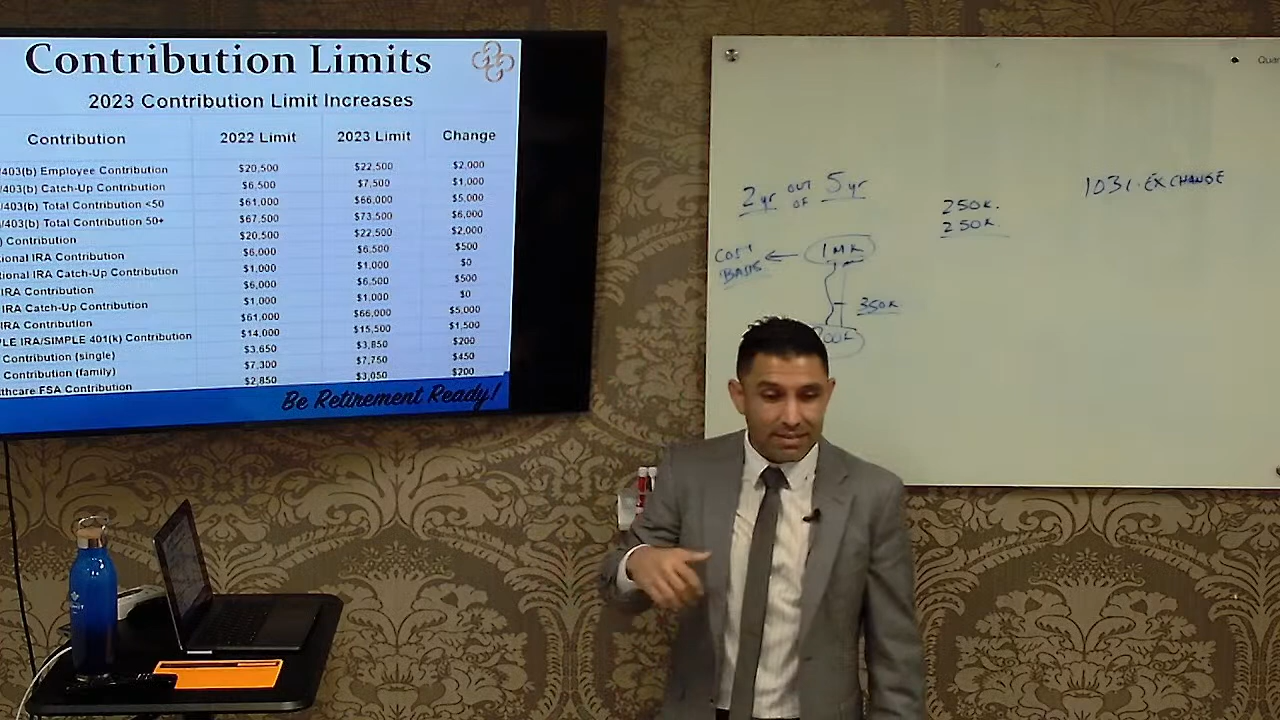 Contribution Limits
2023 Contribution Limit Increases
Contribution 2022 Limit 2023 Limit Change
/403(b) Employee Contribution $20,500 $22,500 $2,000
/403(b) Catch-Up Contribution $6,500 $7,500 $1,000
/403(b) Total Contribution <50 $61,000 $66,000 $5,000
/403(b) Total Contribution 50+ $67,500 $73,500 $6,000
) Contribution $20,500 $22,500 $2,000
ional IRA Contribution $6,000 $6,500 $500
ional IRA Catch-Up Contribution $1,000 $1,000 $0
IRA Contribution $6,000 $6,500 $500
IRA Catch-Up Contribution $1,000 $1,000 $0
IRA Contribution $61,000 $66,000 $5,000
PLE IRA/SIMPLE 401(k) Contribution $14,000 $15,500 $1,500
Contribution (single) $3,650 $3,850 $200
Contribution (family) $7,300 $7,750 $450
lthcare FSA Contribution $2,850 $3,050 $200
Be Retirement Ready!
2 yr OUT OF 5 yr
COST BASIS
1 MK
350K
250K.
250K.
1031 EXCHANGE
Quar